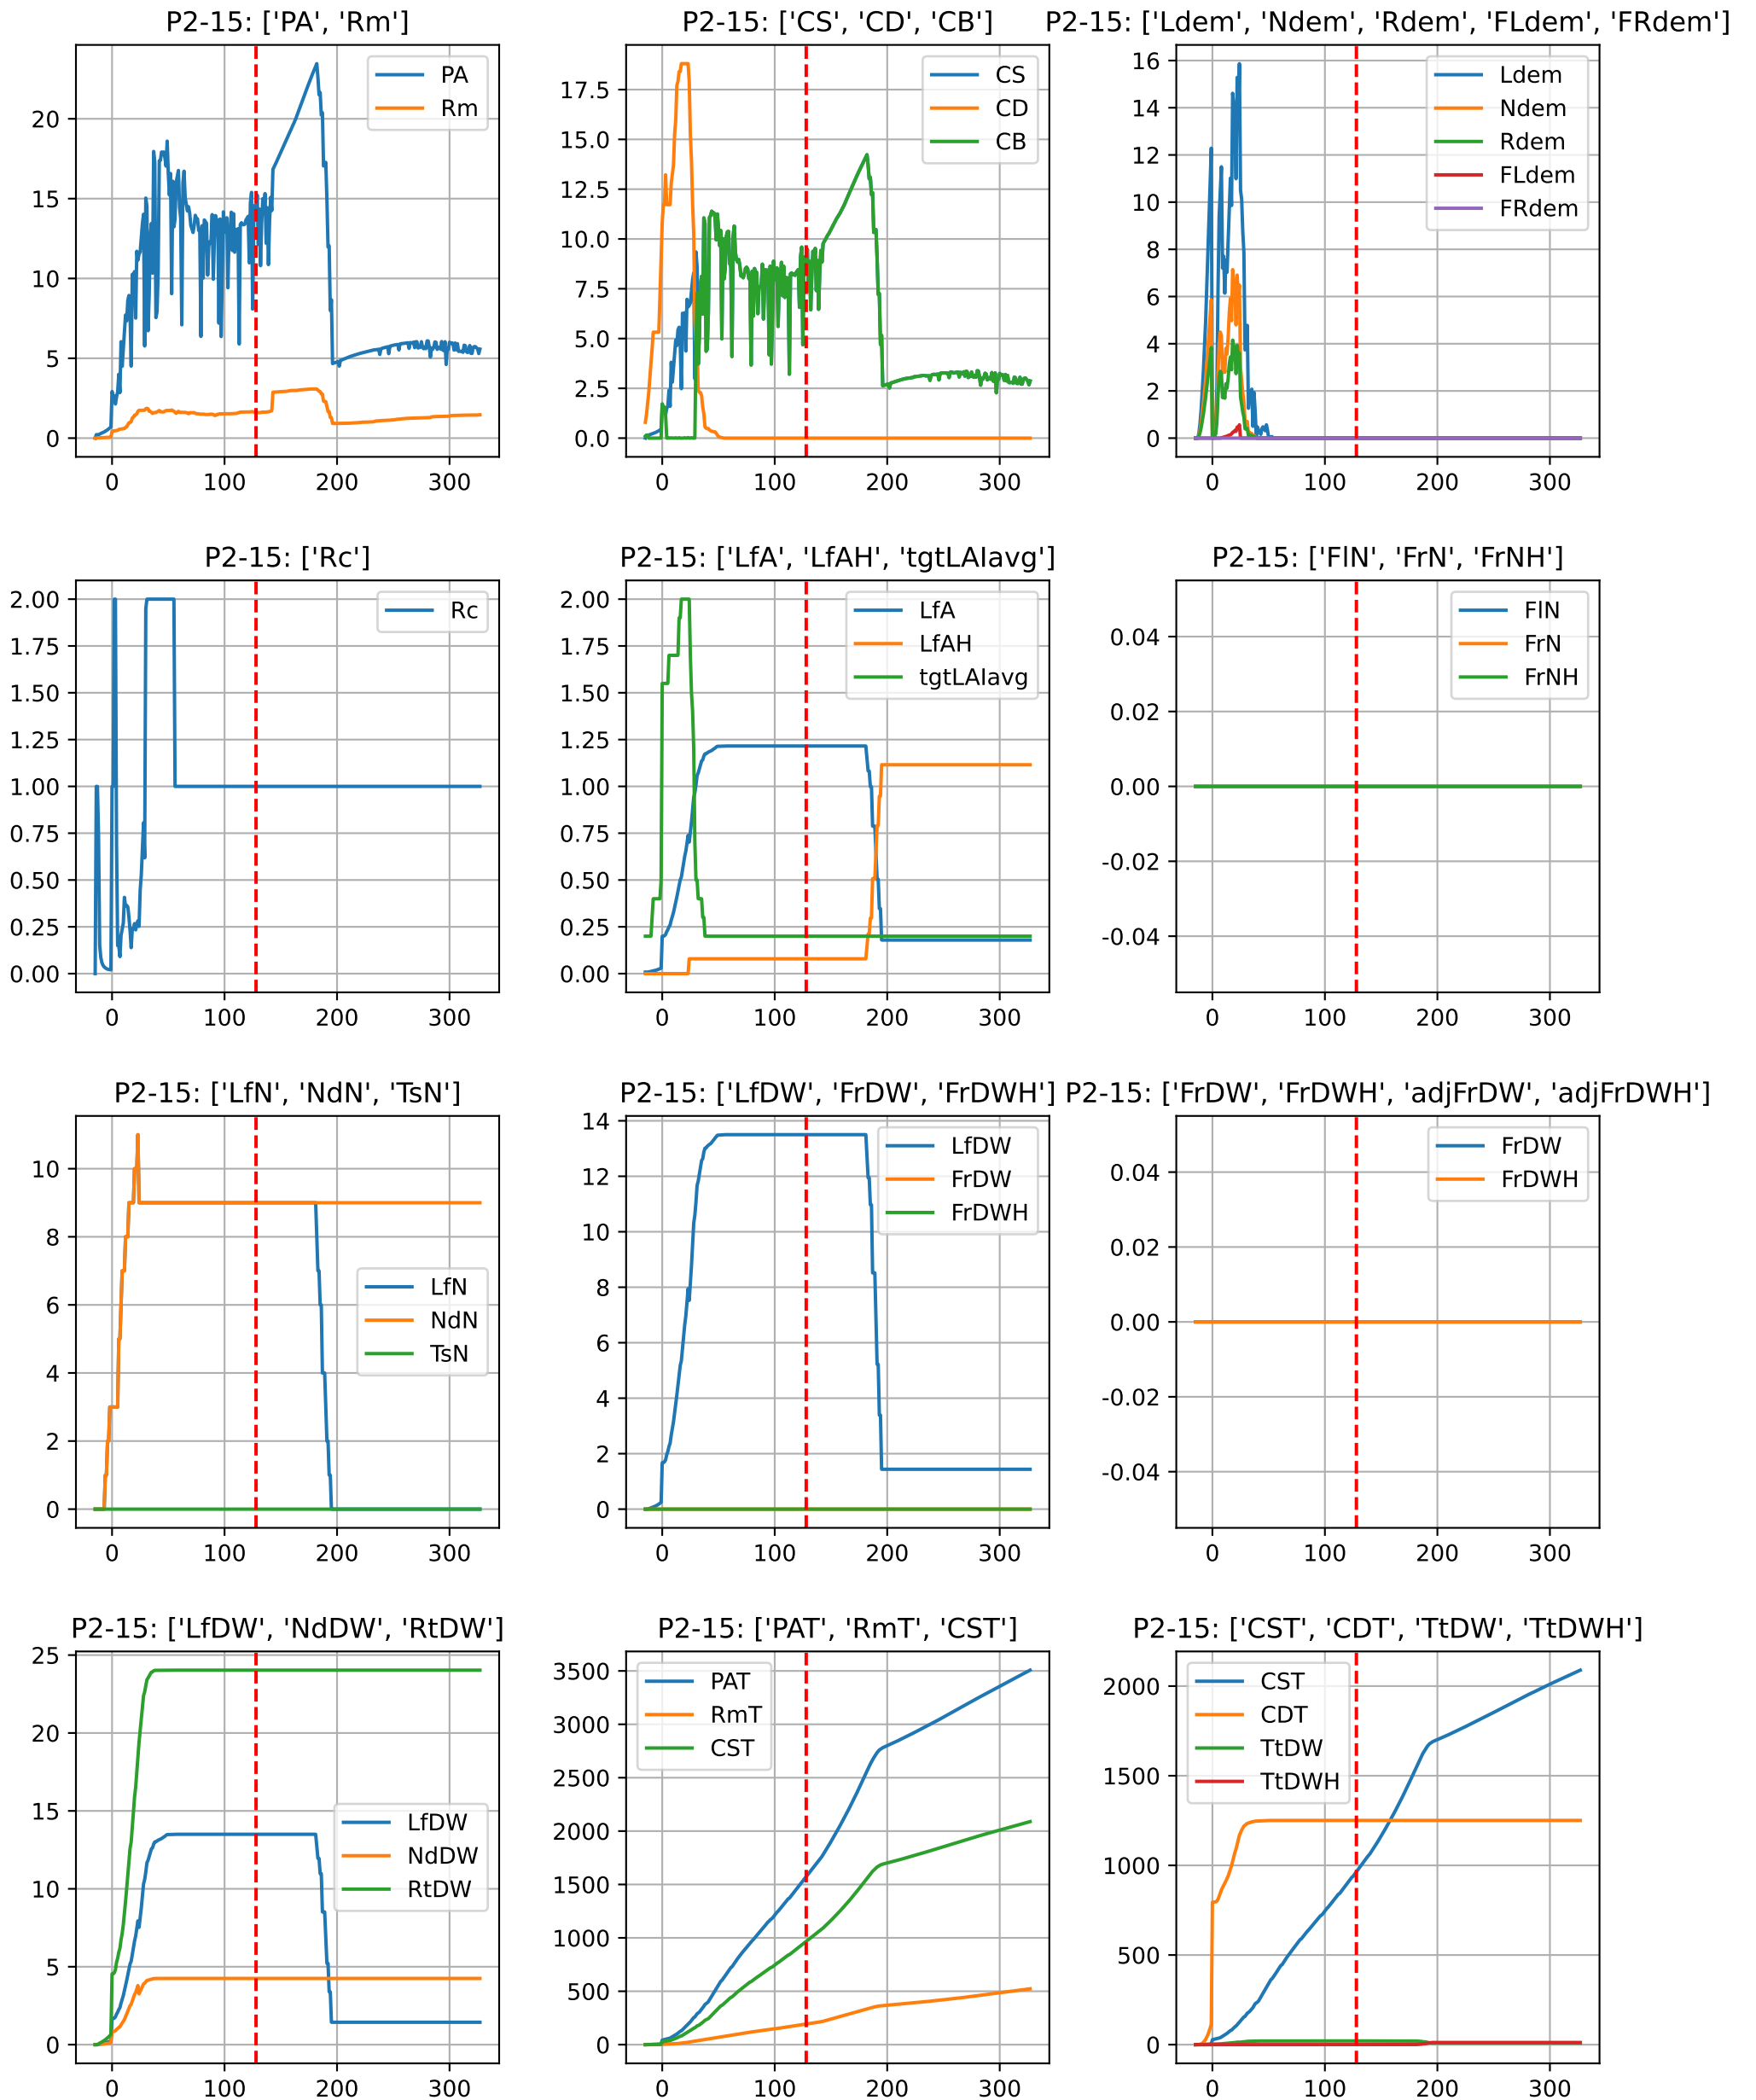 P2-15: ['PA', 'Rm']
P2-15: ['CS', 'CD', 'CB']
P2-15: ['Ldem', 'Ndem', 'Rdem', 'FLdem', 'FRdem']
20
15
10
5
0
0 100 200 300
PA
Rm
17.5
15.0
12.5
10.0
7.5
5.0
2.5
0.0
0 100 200 300
CS
CD
CB
16
14
12
10
8
6
4
2
0
0 100 200 300
Ldem
Ndem
Rdem
FLdem
FRdem
P2-15: ['Rc']
P2-15: ['LfA', 'LfAH', 'tgtLAIavg']
P2-15: ['FlN', 'FrN', 'FrNH']
2.00
1.75
1.50
1.25
1.00
0.75
0.50
0.25
0.00
0 100 200 300
Rc
2.00
1.75
1.50
1.25
1.00
0.75
0.50
0.25
0.00
0 100 200 300
LfA
LfAH
tgtLAIavg
0.04
0.02
0.00
-0.02
-0.04
0 100 200 300
FlN
FrN
FrNH
P2-15: ['LfN', 'NdN', 'TsN']
P2-15: ['LfDW', 'FrDW', 'FrDWH']
P2-15: ['FrDW', 'FrDWH', 'adjFrDW', 'adjFrDWH']
10
8
6
4
2
0
0 100 200 300
LfN
NdN
TsN
14
12
10
8
6
4
2
0
0 100 200 300
LfDW
FrDW
FrDWH
0.04
0.02
0.00
-0.02
-0.04
0 100 200 300
FrDW
FrDWH
P2-15: ['LfDW', 'NdDW', 'RtDW']
P2-15: ['PAT', 'RmT', 'CST']
P2-15: ['CST', 'CDT', 'TtDW', 'TtDWH']
25
20
15
10
5
0
0 100 200 300
LfDW
NdDW
RtDW
3500
3000
2500
2000
1500
1000
500
0
0 100 200 300
PAT
RmT
CST
2000
1500
1000
500
0
0 100 200 300
CST
CDT
TtDW
TtDWH